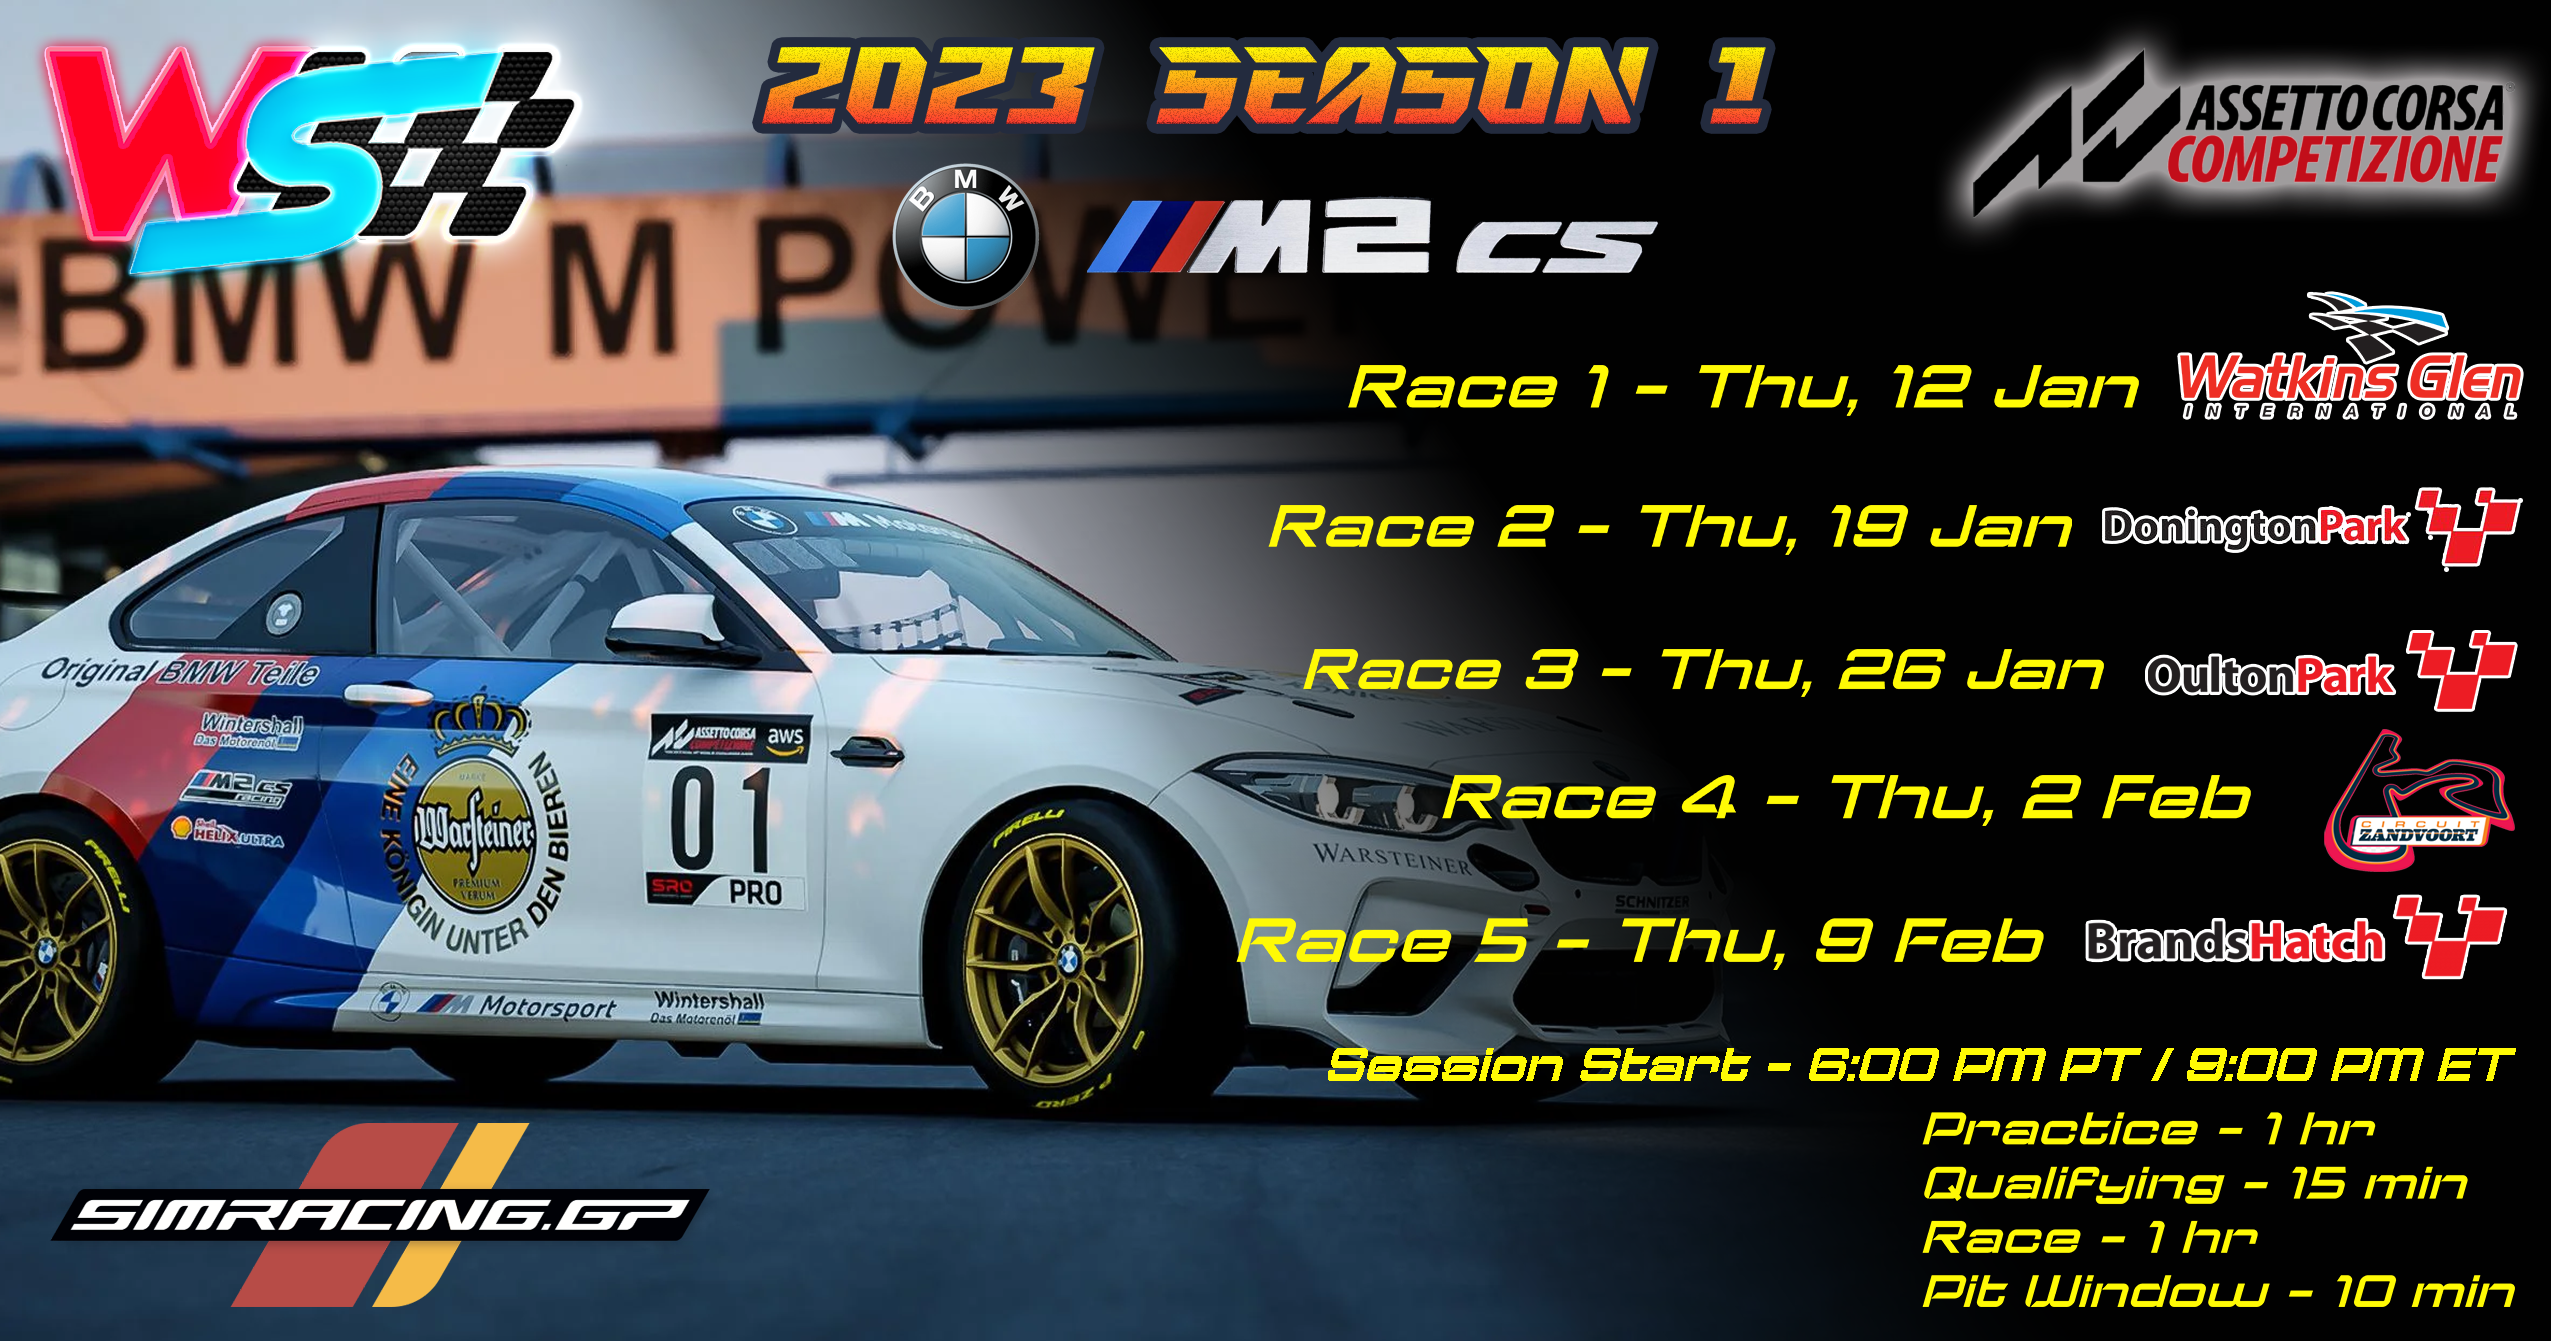 WS
2023 SEASON 1
ASSETTO CORSA
COMPETIZIONE
BMW
M2 CS
BMW M POWE
Race 1 - Thu, 12 Jan
Watkins Glen
INTERNATIONAL
Race 2 - Thu, 19 Jan
DoningtonPark
Race 3 - Thu, 26 Jan
OultonPark
Race 4 - Thu, 2 Feb
CIRCUIT
ZANDVOORT
Race 5 - Thu, 9 Feb
BrandsHatch
Session Start - 6:00 PM PT / 9:00 PM ET
Practice - 1 hr
Qualifying - 15 min
Race - 1 hr
Pit Window - 10 min
M Motorsport
Original BMW Teile
Wintershall
Das Motorenöl
M2 CS
racing
Shell
HELIX ULTRA
EINE KÖNIGIN UNTER DEN BIEREN
MARKE
Warsteiner
PREMIUM
VERUM
ASSETTO CORSA
COMPETIZIONE
aws
01
SRO
PRO
WARSTEINER
SCHNITZER
PIRELLI
PIRELLI
P ZERO
M Motorsport
Wintershall
Das Motorenöl
SIMRACING.GP